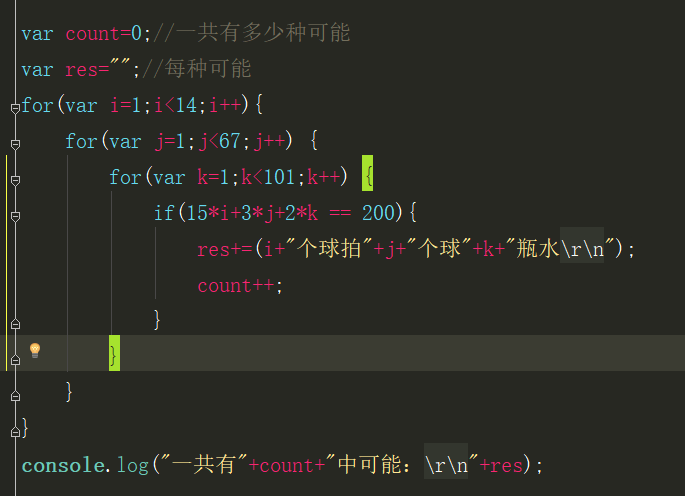 var count=0;//一共有多少种可能
var res="";//每种可能
for(var i=1;i<14;i++){
for(var j=1;j<67;j++) {
for(var k=1;k<101;k++) {
if(15*i+3*j+2*k == 200){
res+=(i+"个球拍"+j+"个球"+k+"瓶水\r\n");
count++;
}
}
}
}
console.log("一共有"+count+"中可能：\r\n"+res);